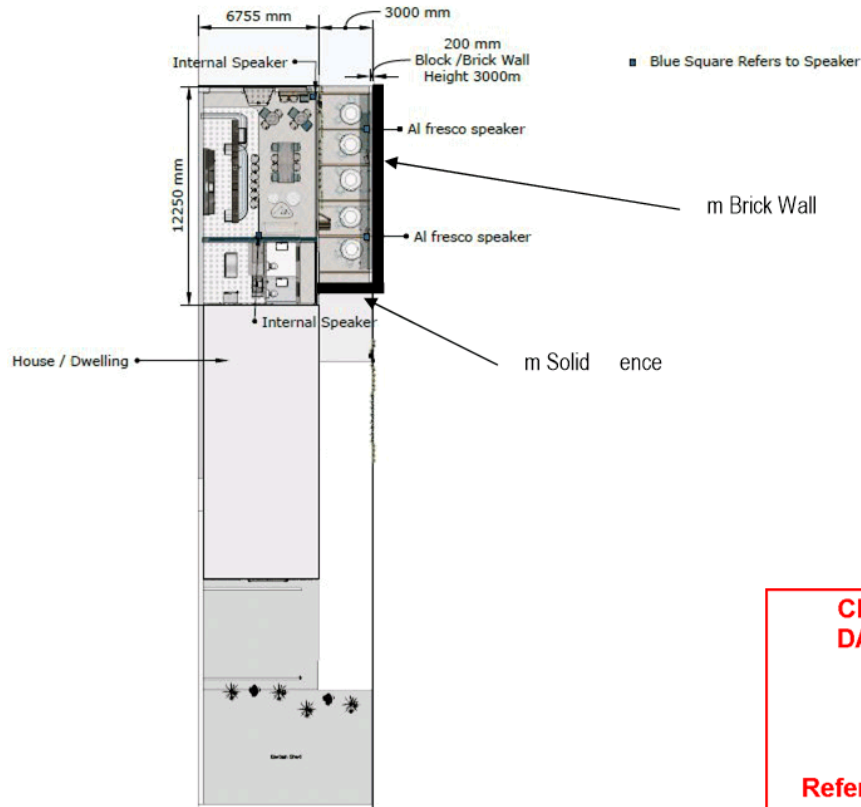 6755 mm
3000 mm
200 mm
Block /Brick Wall
Height 3000m
Internal Speaker
Blue Square Refers to Speaker
Al fresco speaker
12250 mm
m Brick Wall
Al fresco speaker
Internal Speaker
House / Dwelling
m Solid ence
Refer